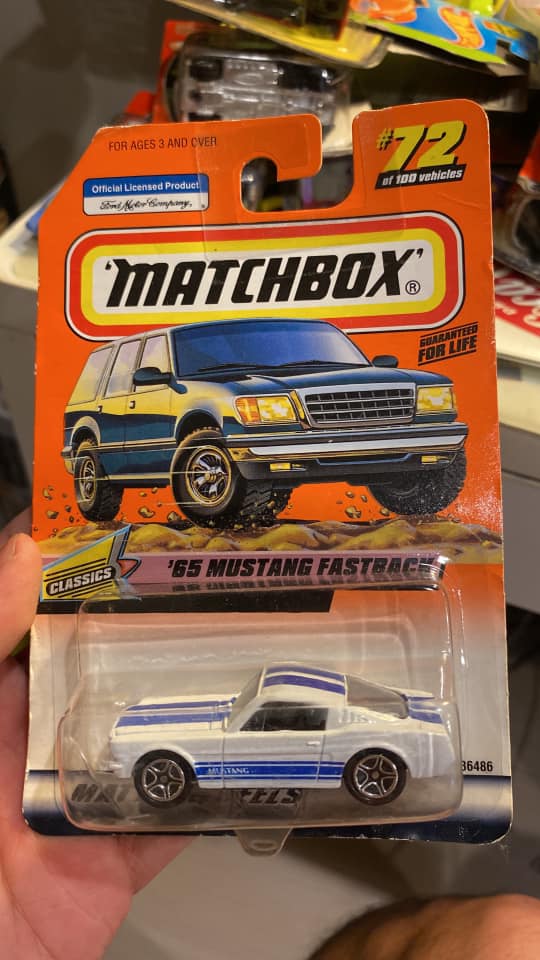 FOR AGES 3 AND OVER
#72
of 100 vehicles
Official Licensed Product
Ford Motor Company,
'MATCHBOX'®
GUARANTEED
FOR LIFE
CLASSICS
'65 MUSTANG FASTBACK
MUSTANG
36486